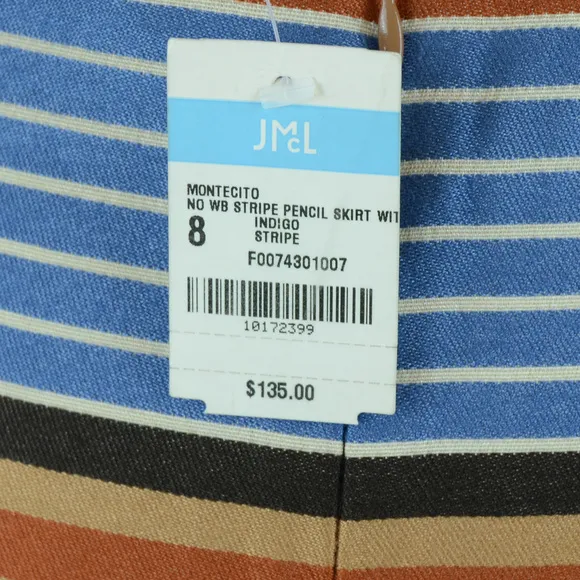 JMcL
MONTECITO
NO WB STRIPE PENCIL SKIRT WIT
8 INDIGO
STRIPE
F0074301007
10172399
$135.00